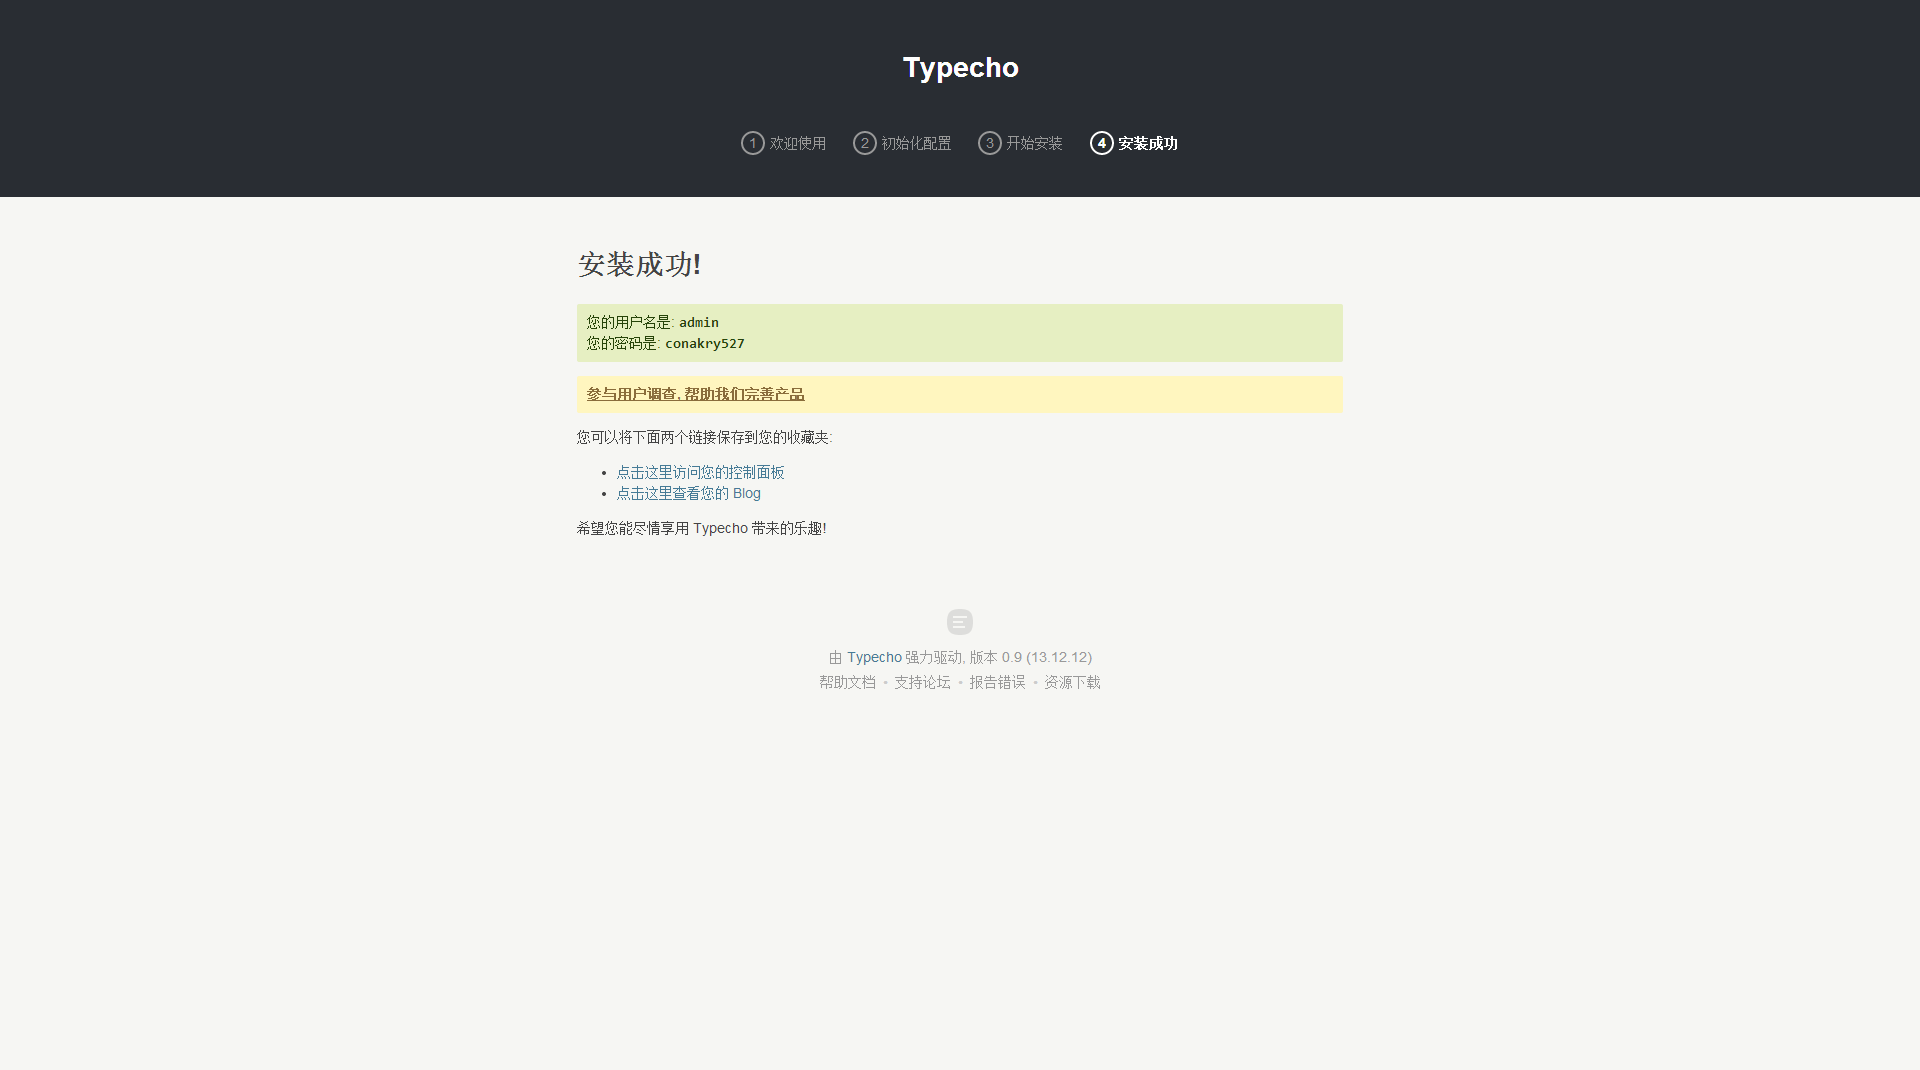 Typecho
1 欢迎使用 2 初始化配置 3 开始安装 4 安装成功
安装成功!
您的用户名是: admin
您的密码是: conakry527
参与用户调查, 帮助我们完善产品
您可以将下面两个链接保存到您的收藏夹:
• 点击这里访问您的控制面板
• 点击这里查看您的 Blog
希望您能尽情享用 Typecho 带来的乐趣!
由 Typecho 强力驱动, 版本 0.9 (13.12.12)
帮助文档 • 支持论坛 • 报告错误 • 资源下载